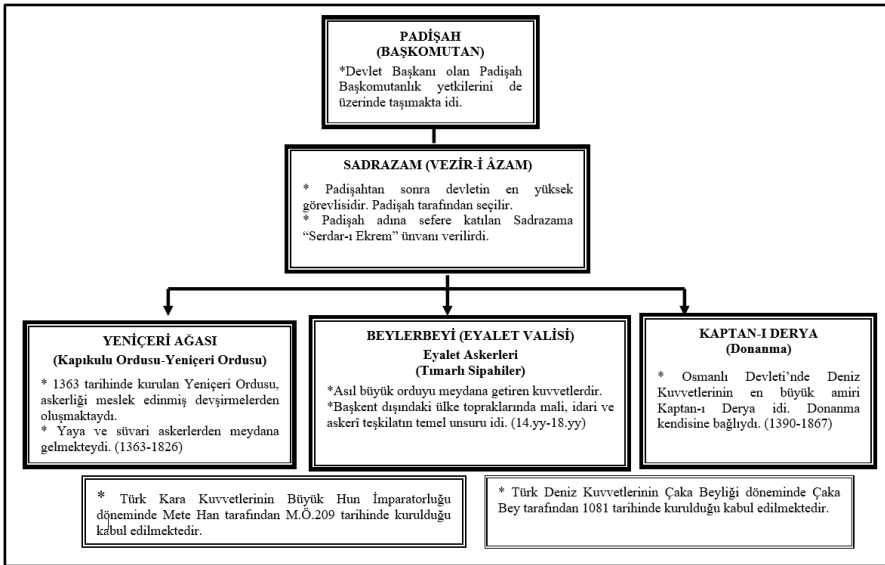 PADİŞAH
(BAŞKOMUTAN)
*Devlet Başkanı olan Padişah
Başkomutanlık yetkilerini de
üzerinde taşımakta idi.
SADRAZAM (VEZİR-İ ÂZAM)
* Padişahtan sonra devletin en yüksek
görevlisidir. Padişah tarafından seçilir.
* Padişah adına sefere katılan Sadrazama
“Serdar-ı Ekrem” ünvanı verilirdi.
YENİÇERİ AĞASI
(Kapıkulu Ordusu-Yeniçeri Ordusu)
* 1363 tarihinde kurulan Yeniçeri Ordusu,
askerliği meslek edinmiş devşirmelerden
oluşmaktaydı.
* Yaya ve süvari askerlerden meydana
gelmekteydi. (1363-1826)
BEYLERBEYİ (EYALET VALİSİ)
Eyalet Askerleri
(Tımarlı Sipahiler)
*Asıl büyük orduyu meydana getiren kuvvetlerdir.
*Başkent dışındaki ülke topraklarında mali, idari ve
askerî teşkilatın temel unsuru idi. (14.yy-18.yy)
KAPTAN-I DERYA
(Donanma)
* Osmanlı Devleti’nde Deniz
Kuvvetlerinin en büyük amiri
Kaptan-ı Derya idi. Donanma
kendisine bağlıydı. (1390-1867)
* Türk Kara Kuvvetlerinin Büyük Hun İmparatorluğu
döneminde Mete Han tarafından M.Ö.209 tarihinde kurulduğu
kabul edilmektedir.
* Türk Deniz Kuvvetlerinin Çaka Beyliği döneminde Çaka
Bey tarafından 1081 tarihinde kurulduğu kabul edilmektedir.